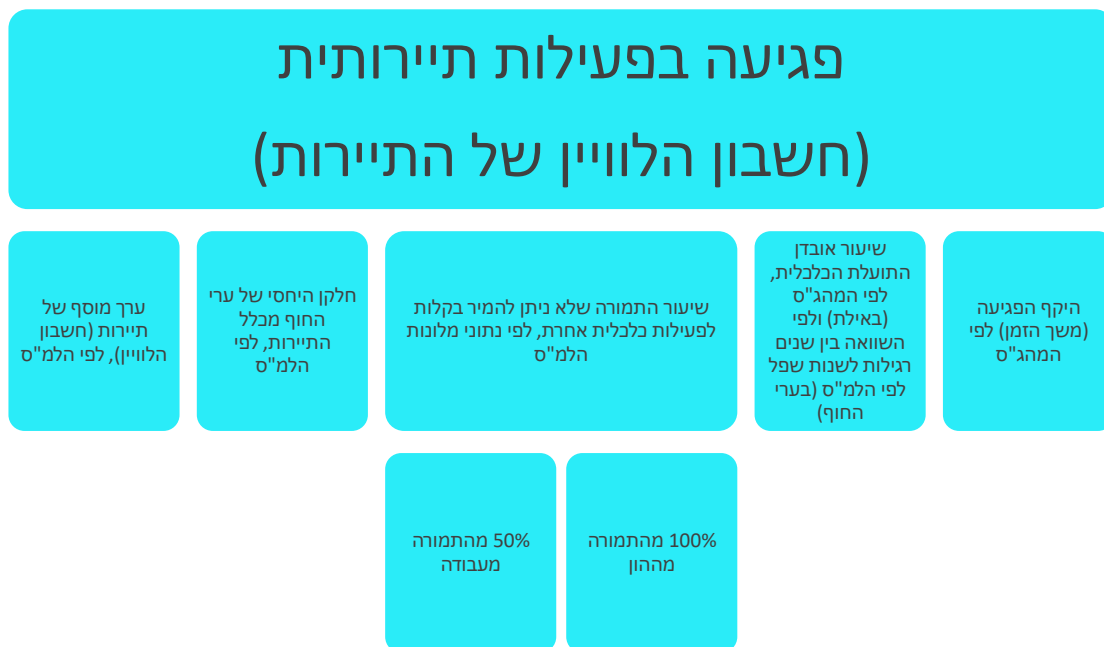 פגיעה בפעילות תיירותית
(חשבון הלוויין של התיירות)
היקף הפגיעה
(משך הזמן) לפי
המהג"ס
שיעור אובדן
התועלת הכלכלית,
לפי המהג"ס
(באילת) ולפי
השוואה בין שנים
רגילות לשנות שפל
לפי הלמ"ס (בערי
החוף)
שיעור התמורה שלא ניתן להמיר בקלות
לפעילות כלכלית אחרת, לפי נתוני מלונות
הלמ"ס
חלקן היחסי של ערי
החוף מכלל
התיירות, לפי
הלמ"ס
ערך מוסף של
תיירות (חשבון
הלוויין), לפי הלמ"ס
100% מהתמורה
מההון
50% מהתמורה
מעבודה